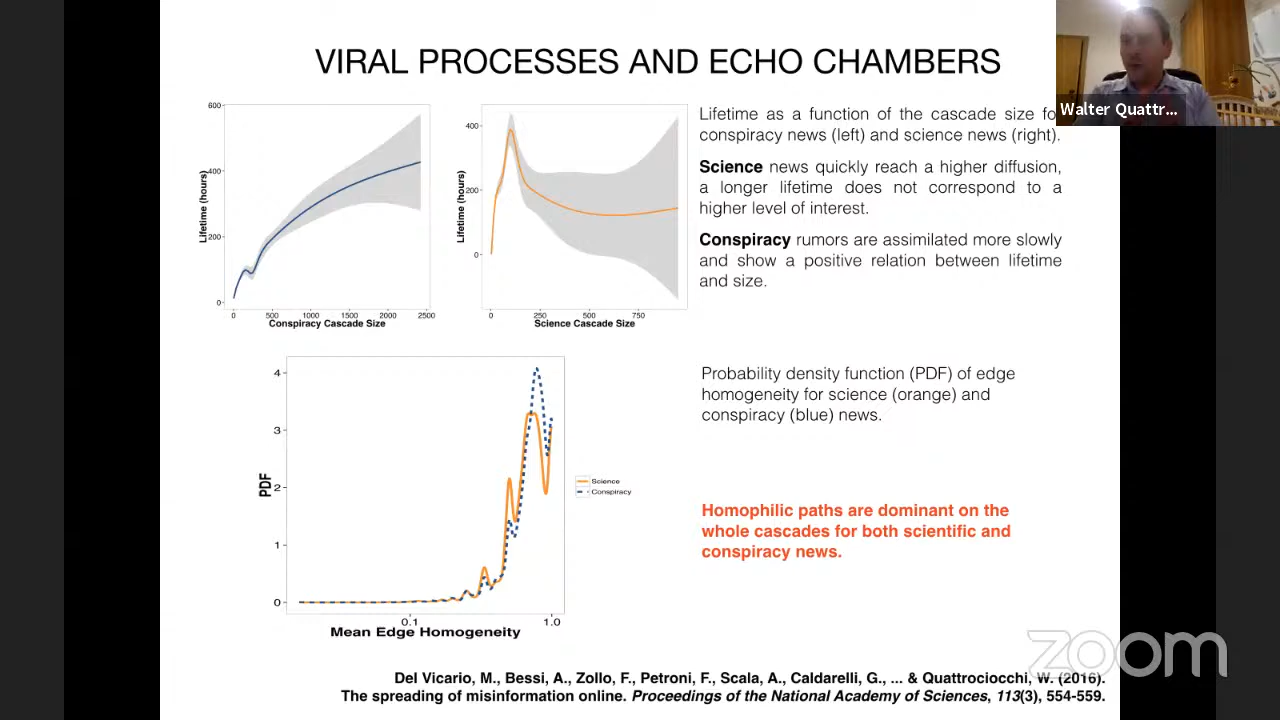 VIRAL PROCESSES AND ECHO CHAMBERS
Walter Quattr...
600
400
200
0
Lifetime (hours)
0 500 1000 1500 2000 2500
Conspiracy Cascade Size
400
200
0
Lifetime (hours)
0 250 500 750
Science Cascade Size
Lifetime as a function of the cascade size fo
conspiracy news (left) and science news (right).
Science news quickly reach a higher diffusion,
a longer lifetime does not correspond to a
higher level of interest.
Conspiracy rumors are assimilated more slowly
and show a positive relation between lifetime
and size.
4
3
2
1
0
PDF
0.1 1.0
Mean Edge Homogeneity
Science
Conspiracy
Probability density function (PDF) of edge
homogeneity for science (orange) and
conspiracy (blue) news.
Homophilic paths are dominant on the
whole cascades for both scientific and
conspiracy news.
zoom
Del Vicario, M., Bessi, A., Zollo, F., Petroni, F., Scala, A., Caldarelli, G., ... & Quattrociocchi, W. (2016).
The spreading of misinformation online. Proceedings of the National Academy of Sciences, 113(3), 554-559.